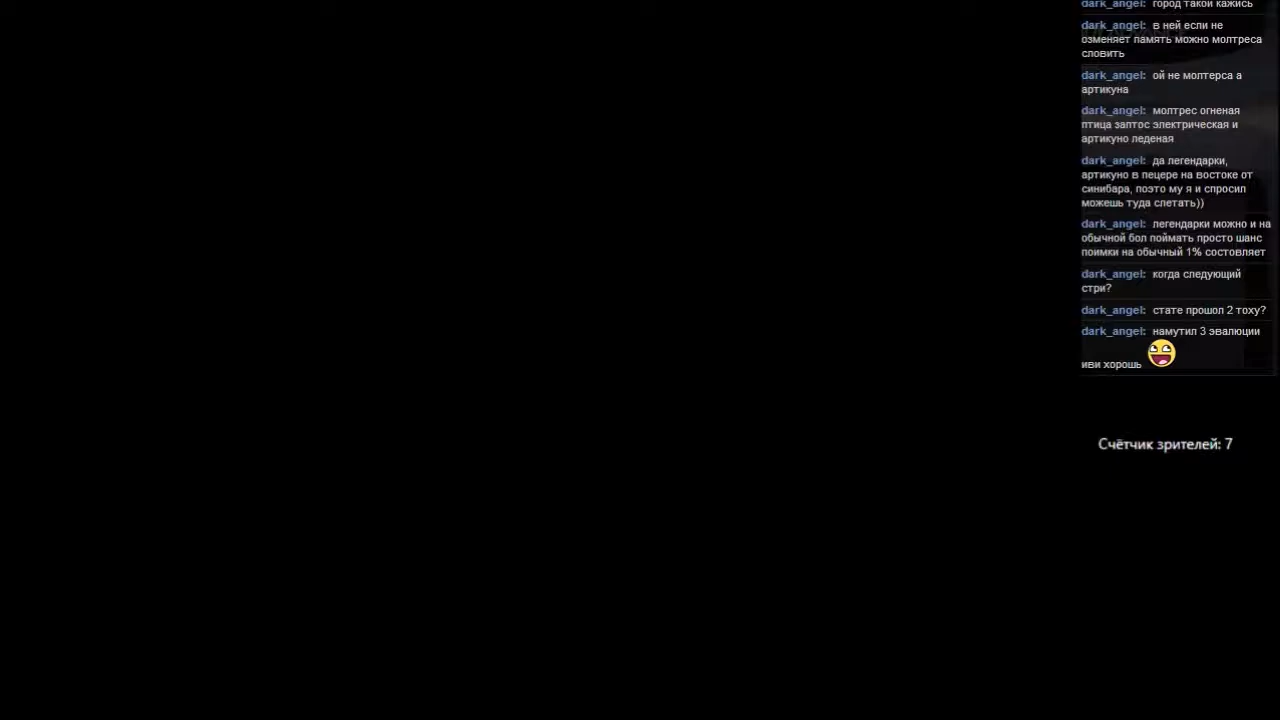 dark_angel: город такой кажись
dark_angel: в ней если не
озменяет память можно молтреса
словить
dark_angel: ой не молтерса а
артикуна
dark_angel: молтрес огненая
птица заптос электрическая и
артикуно леденая
dark_angel: да легендарки,
артикуно в пецере на востоке от
синибара, поэто му я и спросил
можешь туда слетать))
dark_angel: легендарки можно и на
обычной бол поймать просто шанс
поимки на обычный 1% состовляет
dark_angel: когда следующий
стри?
dark_angel: стате прошол 2 тоху?
dark_angel: намутил 3 эвалюции
иви хорошь
Счётчик зрителей: 7